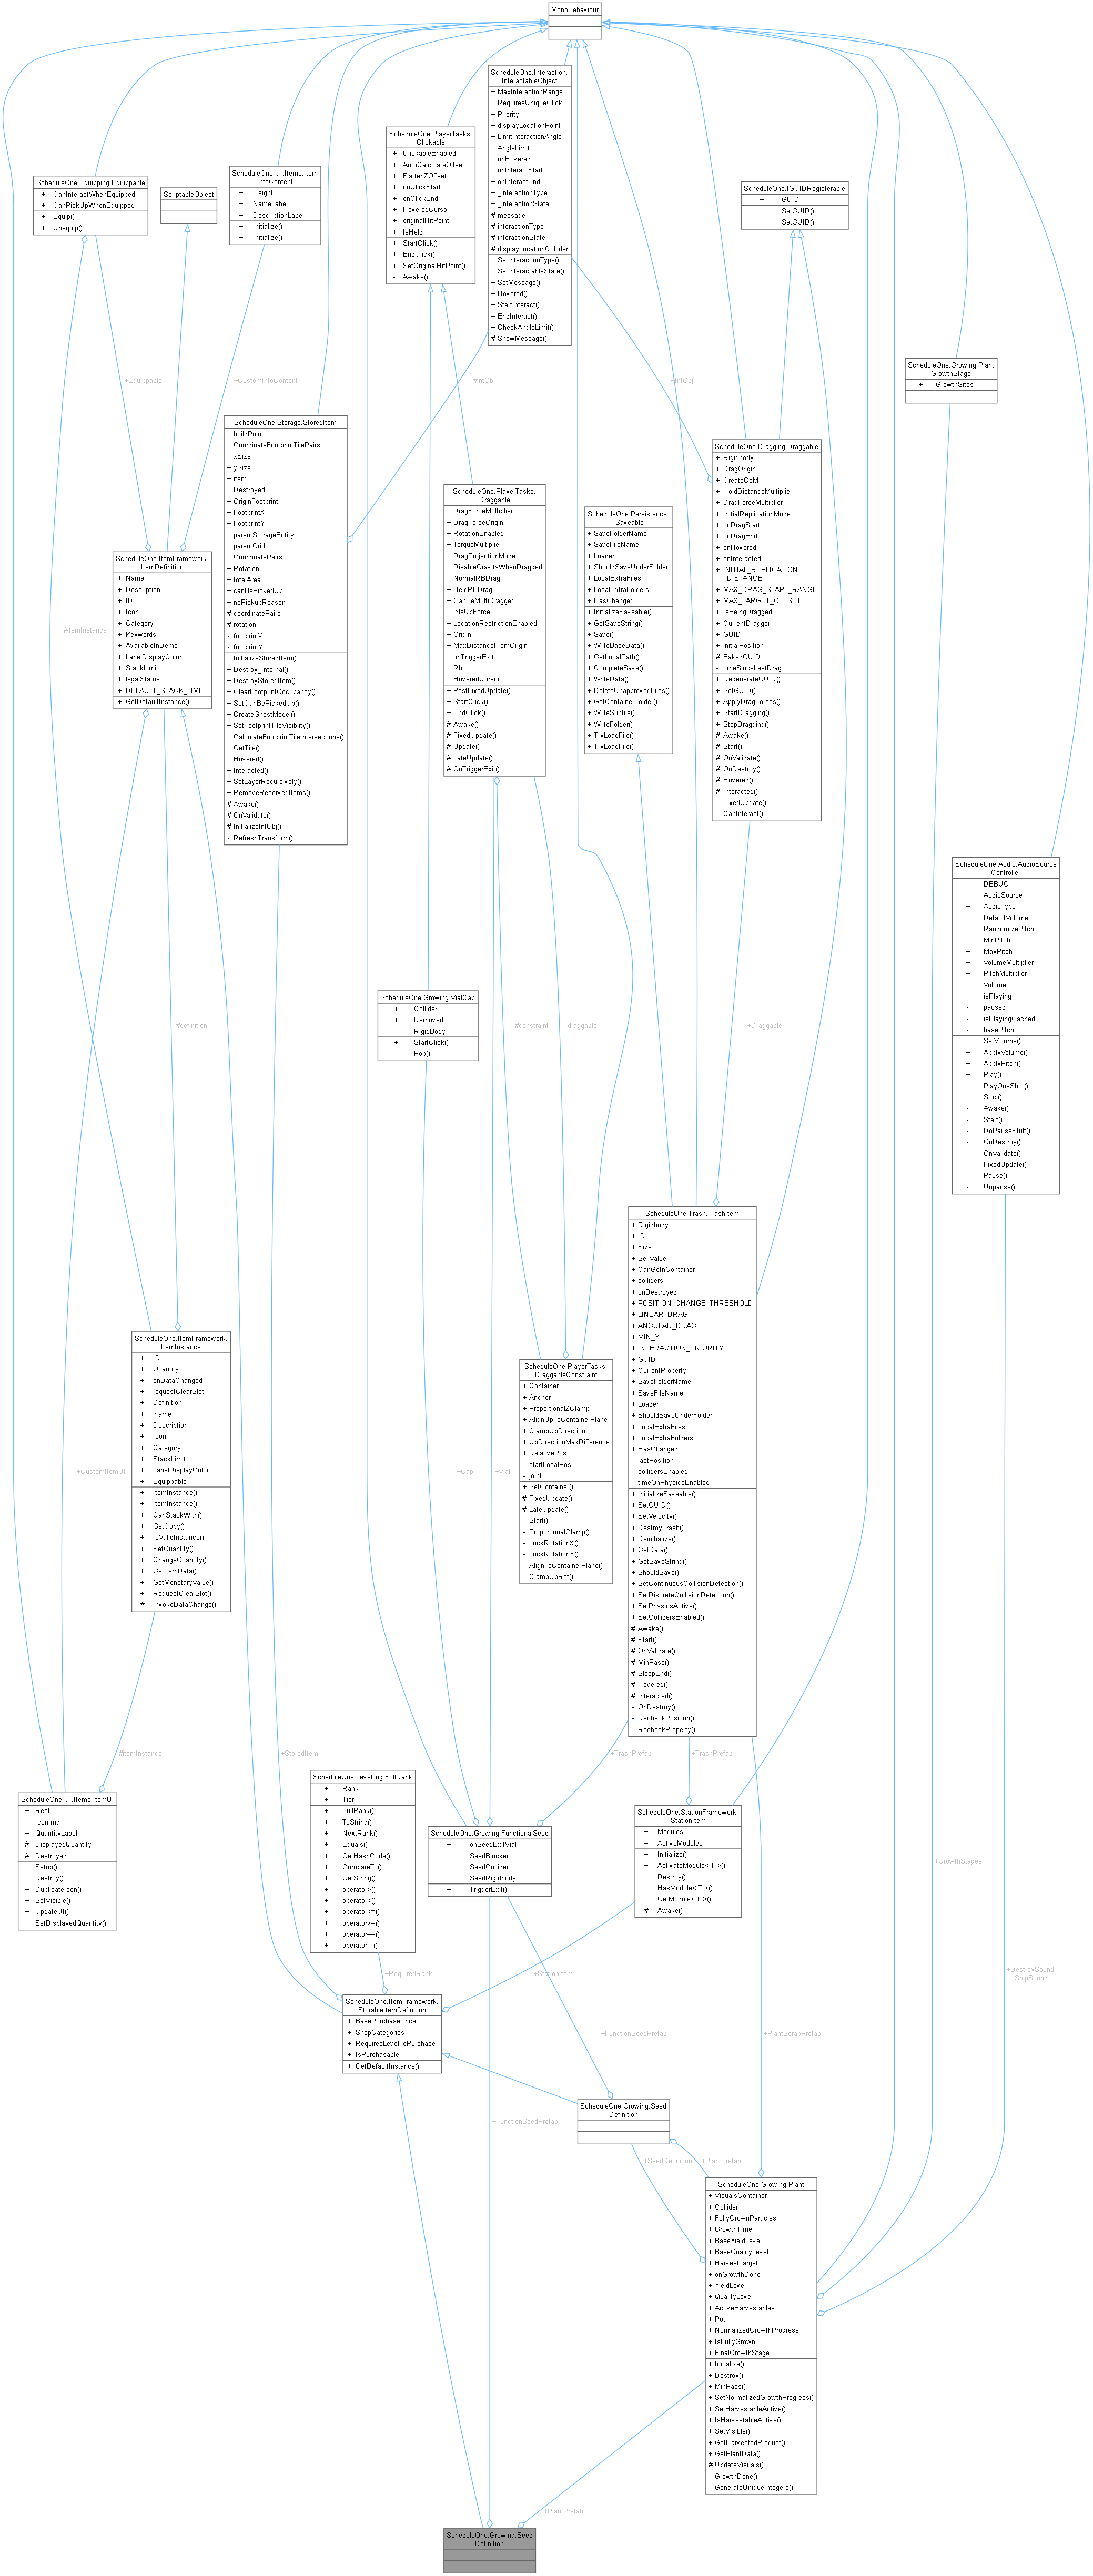 MonoBehaviour
ScheduleOne.Interaction.
InteractableObject
+ MaxInteractionRange
+ RequiresUniqueClick
+ Priority
+ displayLocationPoint
+ LimitInteractionAngle
+ AngleLimit
+ onHovered
+ onInteractStart
+ onInteractEnd
+ _interactionType
+ _interactionState
# message
# interactionType
# interactionState
# displayLocationCollider
+ SetInteractionType()
+ SetInteractableState()
+ SetMessage()
+ Hovered()
+ StartInteract()
+ EndInteract()
+ CheckAngleLimit()
# ShowMessage()
ScheduleOne.PlayerTasks.
Clickable
+ ClickableEnabled
+ AutoCalculateOffset
+ FlattenZOffset
+ onClickStart
+ onClickEnd
+ HoveredCursor
+ originalHitPoint
+ IsHeld
+ StartClick()
+ EndClick()
+ SetOriginalHitPoint()
- Awake()
ScheduleOne.Equipping.Equippable
+ CanInteractWhenEquipped
+ CanPickUpWhenEquipped
+ Equip()
+ Unequip()
ScriptableObject
ScheduleOne.UI.Items.Item
InfoContent
+ Height
+ NameLabel
+ DescriptionLabel
+ Initialize()
+ Initialize()
ScheduleOne.IGUIDRegisterable
+ GUID
+ SetGUID()
+ SetGUID()
ScheduleOne.Growing.Plant
GrowthStage
+ GrowthSites
+Equippable
+CustomInfoContent
#IntObj
+IntObj
ScheduleOne.Storage.StoredItem
+ buildPoint
+ CoordinateFootprintTilePairs
+ xSize
+ ySize
+ item
+ Destroyed
+ OriginFootprint
+ FootprintX
+ FootprintY
+ parentStorageEntity
+ parentGrid
+ CoordinatePairs
+ Rotation
+ totalArea
+ canBePickedUp
+ noPickupReason
# coordinatePairs
# rotation
- footprintX
- footprintY
+ InitializeStoredItem()
+ Destroy_Internal()
+ DestroyStoredItem()
+ ClearFootprintOccupancy()
+ SetCanBePickedUp()
+ CreateGhostModel()
+ SetFootprintTileVisiblity()
+ CalculateFootprintTileIntersections()
+ GetTile()
+ Hovered()
+ Interacted()
+ SetLayerRecursively()
+ RemoveReservedItems()
# Awake()
# OnValidate()
# InitializeIntObj()
- RefreshTransform()
ScheduleOne.Dragging.Draggable
+ Rigidbody
+ DragOrigin
+ CreateCoM
+ HoldDistanceMultiplier
+ DragForceMultiplier
+ InitialReplicationMode
+ onDragStart
+ onDragEnd
+ onHovered
+ onInteracted
+ INITIAL_REPLICATION
_DISTANCE
+ MAX_DRAG_START_RANGE
+ MAX_TARGET_OFFSET
+ IsBeingDragged
+ CurrentDragger
+ GUID
+ initialPosition
# BakedGUID
- timeSinceLastDrag
+ RegenerateGUID()
+ SetGUID()
+ ApplyDragForces()
+ StartDragging()
+ StopDragging()
# Awake()
# Start()
# OnValidate()
# OnDestroy()
# Hovered()
# Interacted()
- FixedUpdate()
- CanInteract()
ScheduleOne.PlayerTasks.
Draggable
+ DragForceMultiplier
+ DragForceOrigin
+ RotationEnabled
+ TorqueMultiplier
+ DragProjectionMode
+ DisableGravityWhenDragged
+ NormalRBDrag
+ HeldRBDrag
+ CanBeMultiDragged
+ idleUpForce
+ LocationRestrictionEnabled
+ Origin
+ MaxDistanceFromOrigin
+ onTriggerExit
+ Rb
+ HoveredCursor
+ PostFixedUpdate()
+ StartClick()
+ EndClick()
# Awake()
# FixedUpdate()
# Update()
# LateUpdate()
# OnTriggerExit()
ScheduleOne.Persistence.
ISaveable
+ SaveFolderName
+ SaveFileName
+ Loader
+ ShouldSaveUnderFolder
+ LocalExtraFiles
+ LocalExtraFolders
+ HasChanged
+ InitializeSaveable()
+ GetSaveString()
+ Save()
+ WriteBaseData()
+ GetLocalPath()
+ CompleteSave()
+ WriteData()
+ DeleteUnapprovedFiles()
+ GetContainerFolder()
+ WriteSubfile()
+ WriteFolder()
+ TryLoadFile()
+ TryLoadFile()
ScheduleOne.ItemFramework.
ItemDefinition
+ Name
+ Description
+ ID
+ Icon
+ Category
+ Keywords
+ AvailableInDemo
+ LabelDisplayColor
+ StackLimit
+ legalStatus
+ DEFAULT_STACK_LIMIT
+ GetDefaultInstance()
#itemInstance
ScheduleOne.Audio.AudioSource
Controller
+ DEBUG
+ AudioSource
+ AudioType
+ DefaultVolume
+ RandomizePitch
+ MinPitch
+ MaxPitch
+ VolumeMultiplier
+ PitchMultiplier
+ Volume
+ isPlaying
- paused
- isPlayingCached
- basePitch
+ SetVolume()
+ ApplyVolume()
+ ApplyPitch()
+ Play()
+ PlayOneShot()
+ Stop()
- Awake()
- Start()
- DoPauseStuff()
- OnDestroy()
- OnValidate()
- FixedUpdate()
- Pause()
- Unpause()
ScheduleOne.Growing.VialCap
+ Collider
+ Removed
- RigidBody
+ StartClick()
- Pop()
#definition
#constraint
-draggable
+Draggable
ScheduleOne.Trash.TrashItem
+ Rigidbody
+ ID
+ Size
+ SellValue
+ CanGoInContainer
+ colliders
+ onDestroyed
+ POSITION_CHANGE_THRESHOLD
+ LINEAR_DRAG
+ ANGULAR_DRAG
+ MIN_Y
+ INTERACTION_PRIORITY
+ GUID
+ CurrentProperty
+ SaveFolderName
+ SaveFileName
+ Loader
+ ShouldSaveUnderFolder
+ LocalExtraFiles
+ LocalExtraFolders
+ HasChanged
- lastPosition
- collidersEnabled
- timeOnPhysicsEnabled
+ InitializeSaveable()
+ SetGUID()
+ SetVelocity()
+ DestroyTrash()
+ Deinitialize()
+ GetData()
+ GetSaveString()
+ ShouldSave()
+ SetContinuousCollisionDetection()
+ SetDiscreteCollisionDetection()
+ SetPhysicsActive()
+ SetCollidersEnabled()
# Awake()
# Start()
# OnValidate()
# MinPass()
# SleepEnd()
# Hovered()
# Interacted()
- OnDestroy()
- RecheckPosition()
- RecheckProperty()
ScheduleOne.ItemFramework.
ItemInstance
+ ID
+ Quantity
+ onDataChanged
+ requestClearSlot
+ Definition
+ Name
+ Description
+ Icon
+ Category
+ StackLimit
+ LabelDisplayColor
+ Equippable
+ ItemInstance()
+ ItemInstance()
+ CanStackWith()
+ GetCopy()
+ IsValidInstance()
+ SetQuantity()
+ ChangeQuantity()
+ GetItemData()
+ GetMonetaryValue()
+ RequestClearSlot()
# InvokeDataChange()
ScheduleOne.PlayerTasks.
DraggableConstraint
+ Container
+ Anchor
+ ProportionalZClamp
+ AlignUpToContainerPlane
+ ClampUpDirection
+ UpDirectionMaxDifference
+ RelativePos
- startLocalPos
- joint
+ SetContainer()
# FixedUpdate()
# LateUpdate()
- Start()
- ProportionalClamp()
- LockRotationX()
- LockRotationY()
- AlignToContainerPlane()
- ClampUpRot()
+CustomItemUI
+Cap
+Vial
#itemInstance
+StoredItem
+TrashPrefab
+TrashPrefab
+GrowthStages
ScheduleOne.UI.Items.ItemUI
+ Rect
+ IconImg
+ QuantityLabel
# DisplayedQuantity
# Destroyed
+ Setup()
+ Destroy()
+ DuplicateIcon()
+ SetVisible()
+ UpdateUI()
+ SetDisplayedQuantity()
ScheduleOne.Levelling.FullRank
+ Rank
+ Tier
+ FullRank()
+ ToString()
+ NextRank()
+ Equals()
+ GetHashCode()
+ CompareTo()
+ GetString()
+ operator>()
+ operator<()
+ operator<=()
+ operator>=()
+ operator==()
+ operator!=()
ScheduleOne.Growing.FunctionalSeed
+ onSeedExitVial
+ SeedBlocker
+ SeedCollider
+ SeedRigidbody
+ TriggerExit()
ScheduleOne.StationFramework.
StationItem
+ Modules
+ ActiveModules
+ Initialize()
+ ActivateModule< T >()
+ Destroy()
+ HasModule< T >()
+ GetModule< T >()
# Awake()
+RequiredRank
+StationItem
+DestroySound
+SnipSound
ScheduleOne.ItemFramework.
StorableItemDefinition
+ BasePurchasePrice
+ ShopCategories
+ RequiresLevelToPurchase
+ IsPurchasable
+ GetDefaultInstance()
+FunctionSeedPrefab
+PlantScrapPrefab
ScheduleOne.Growing.Seed
Definition
+FunctionSeedPrefab
+SeedDefinition
+PlantPrefab
ScheduleOne.Growing.Plant
+ VisualsContainer
+ Collider
+ FullyGrownParticles
+ GrowthTime
+ BaseYieldLevel
+ BaseQualityLevel
+ HarvestTarget
+ onGrowthDone
+ YieldLevel
+ QualityLevel
+ ActiveHarvestables
+ Pot
+ NormalizedGrowthProgress
+ IsFullyGrown
+ FinalGrowthStage
+ Initialize()
+ Destroy()
+ MinPass()
+ SetNormalizedGrowthProgress()
+ SetHarvestableActive()
+ IsHarvestableActive()
+ SetVisible()
+ GetHarvestedProduct()
+ GetPlantData()
# UpdateVisuals()
- GrowthDone()
- GenerateUniqueIntegers()
+PlantPrefab
ScheduleOne.Growing.Seed
Definition